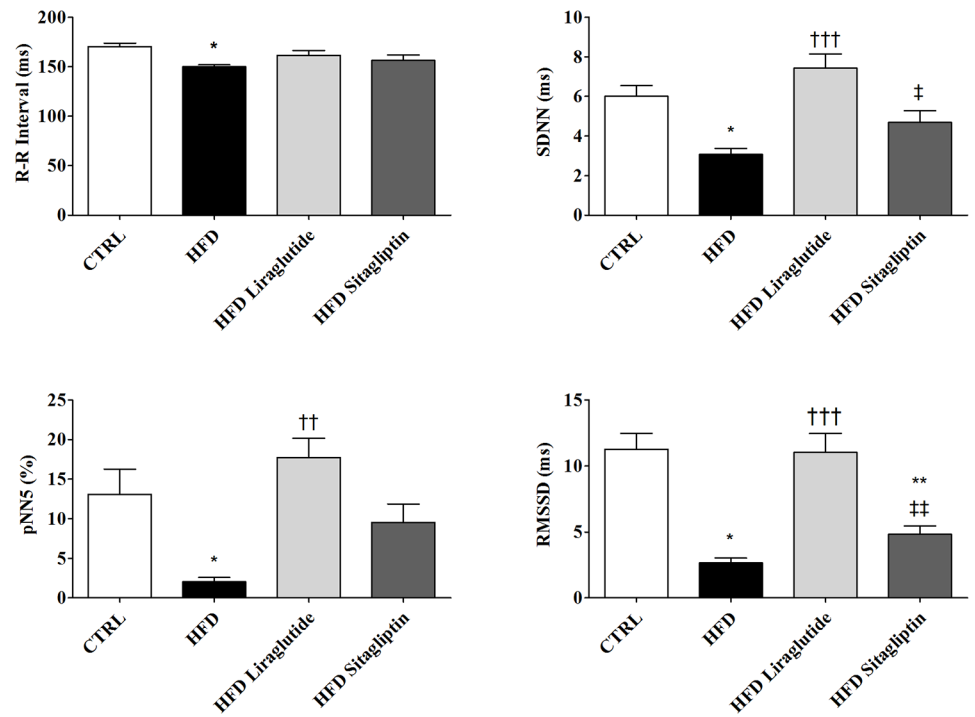 R-R Interval (ms)
200
150
100
50
0
*
CTRL
HFD
HFD Liraglutide
HFD Sitagliptin
SDNN (ms)
10
8
6
4
2
0
*
†††
‡
CTRL
HFD
HFD Liraglutide
HFD Sitagliptin
pNN5 (%)
25
20
15
10
5
0
*
††
CTRL
HFD
HFD Liraglutide
HFD Sitagliptin
RMSSD (ms)
15
10
5
0
*
†††
**
‡‡
CTRL
HFD
HFD Liraglutide
HFD Sitagliptin